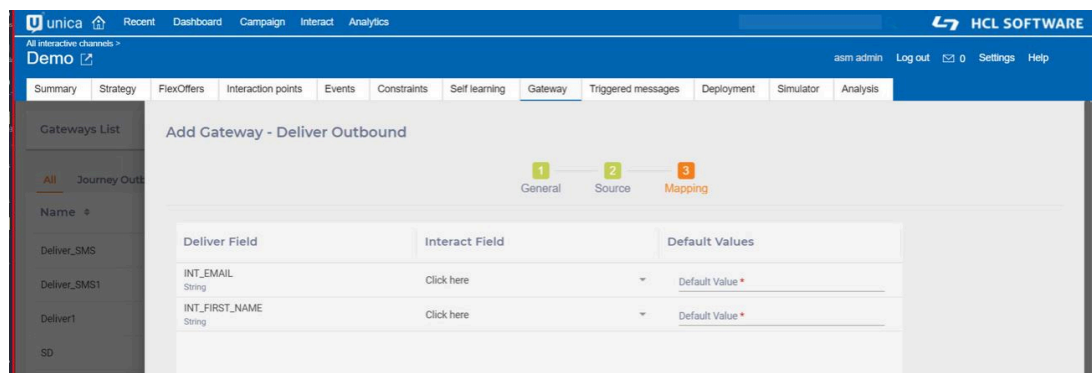 unica Recent Dashboard Campaign Interact Analytics HCL SOFTWARE
All interactive channels >
Demo asm admin Log out 0 Settings Help
Summary Strategy FlexOffers Interaction points Events Constraints Self learning Gateway Triggered messages Deployment Simulator Analysis
Gateways List Add Gateway - Deliver Outbound
1 2 3
All Journey Outb General Source Mapping
Name
Deliver Field Interact Field Default Values
Deliver_SMS
INT_EMAIL Click here Default Value *
String
Deliver_SMS1
INT_FIRST_NAME Click here Default Value *
String
Deliver1
SD